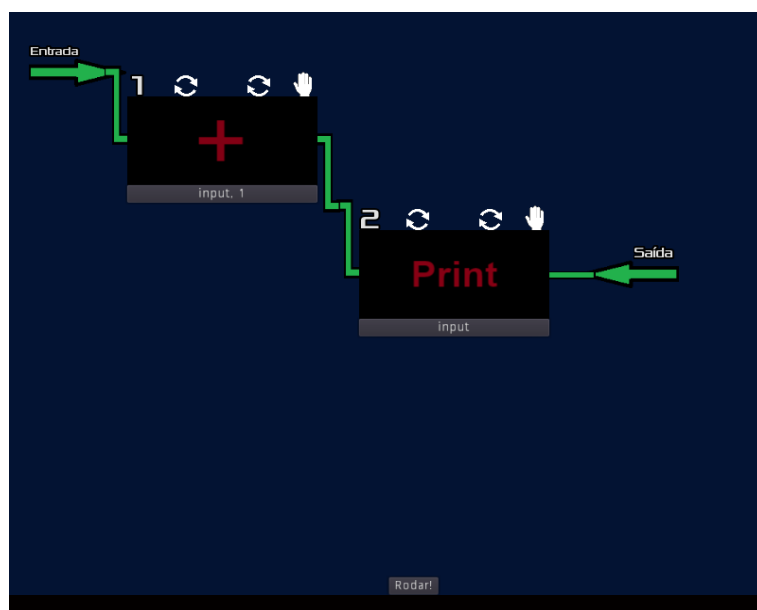 Entrada
1
+
input, 1
2
Print
Saída
input
Rodar!